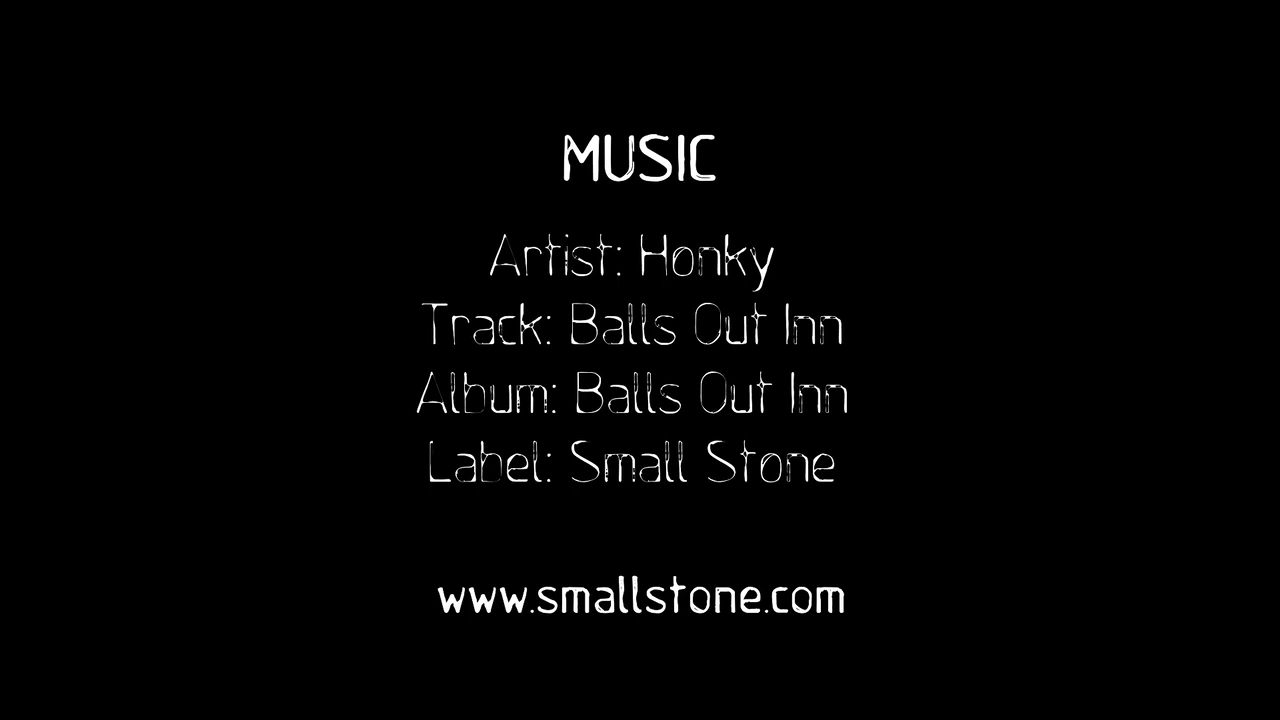 MUSIC
Artist: Honky
Track: Balls Out Inn
Album: Balls Out Inn
Label: Small Stone
www.smallstone.com